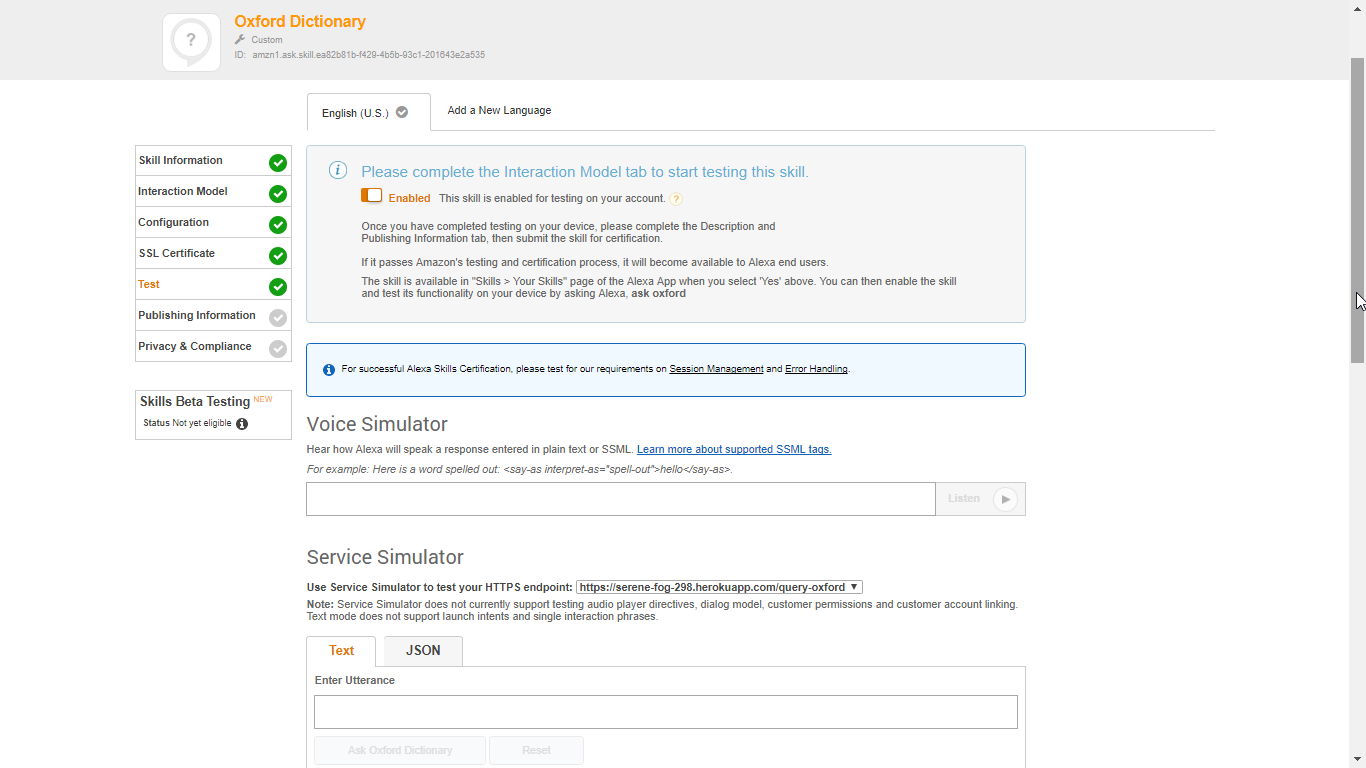 Oxford Dictionary
?
Custom
ID: amzn1.ask.skill.ea82b81b-f429-4b5b-93c1-201643e2a535
English (U.S.)
Add a New Language
Skill Information
Interaction Model
Configuration
SSL Certificate
Test
Publishing Information
Privacy & Compliance
Skills Beta Testing NEW
Status Not yet eligible
Please complete the Interaction Model tab to start testing this skill.
Enabled This skill is enabled for testing on your account. ?
Once you have completed testing on your device, please complete the Description and
Publishing Information tab, then submit the skill for certification.
If it passes Amazon's testing and certification process, it will become available to Alexa end users.
The skill is available in "Skills > Your Skills" page of the Alexa App when you select 'Yes' above. You can then enable the skill
and test its functionality on your device by asking Alexa, ask oxford
For successful Alexa Skills Certification, please test for our requirements on Session Management and Error Handling.
Voice Simulator
Hear how Alexa will speak a response entered in plain text or SSML. Learn more about supported SSML tags.
For example: Here is a word spelled out: <say-as interpret-as="spell-out">hello</say-as>.
Listen
Service Simulator
Use Service Simulator to test your HTTPS endpoint: https://serene-fog-298.herokuapp.com/query-oxford
Note: Service Simulator does not currently support testing audio player directives, dialog model, customer permissions and customer account linking.
Text mode does not support launch intents and single interaction phrases.
Text
JSON
Enter Utterance
Ask Oxford Dictionary
Reset